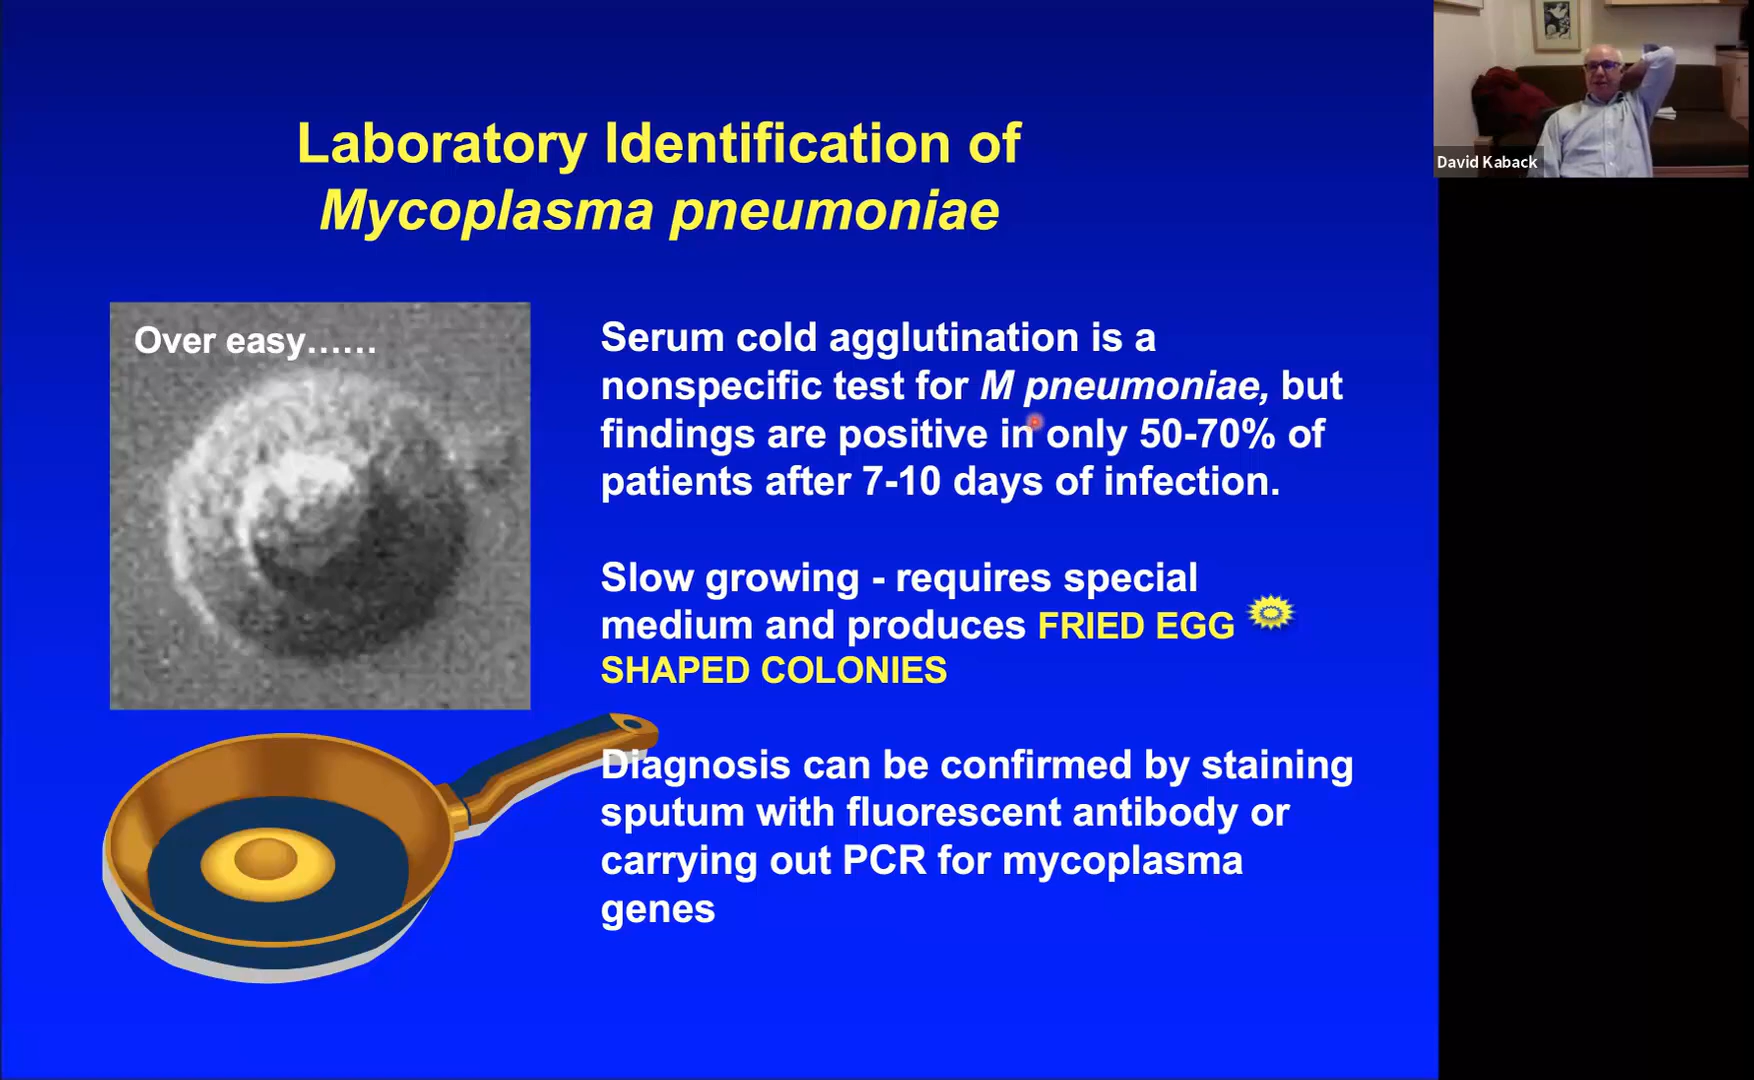 Laboratory Identification of
Mycoplasma pneumoniae
Over easy……
Serum cold agglutination is a
nonspecific test for M pneumoniae, but
findings are positive in only 50-70% of
patients after 7-10 days of infection.
Slow growing - requires special
medium and produces FRIED EGG
SHAPED COLONIES
Diagnosis can be confirmed by staining
sputum with fluorescent antibody or
carrying out PCR for mycoplasma
genes
David Kaback